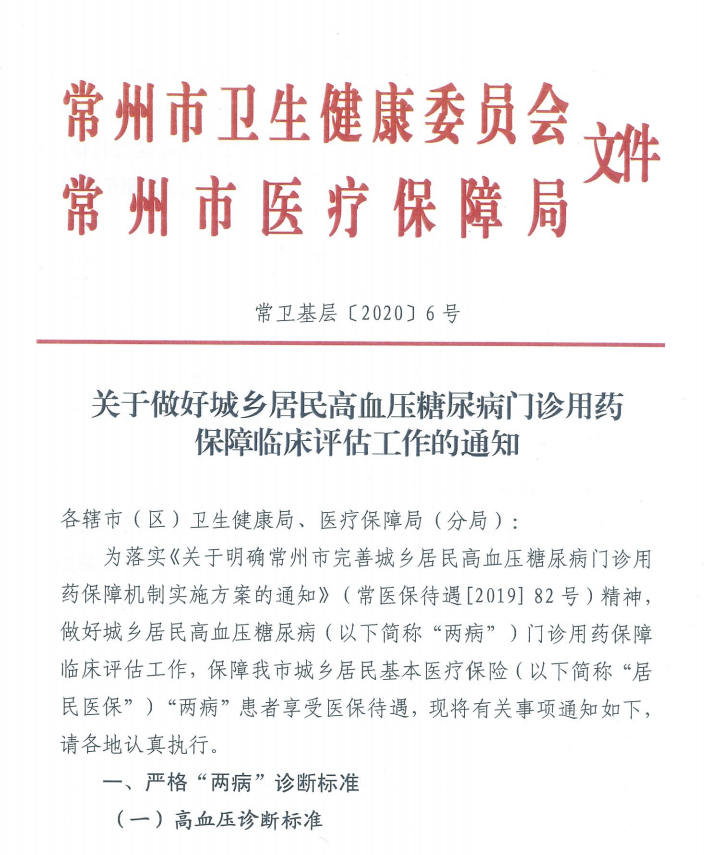 常州市卫生健康委员会
常州市医疗保障局
文件
常卫基层〔2020〕6号
关于做好城乡居民高血压糖尿病门诊用药
保障临床评估工作的通知
各辖市（区）卫生健康局、医疗保障局（分局）：
为落实《关于明确常州市完善城乡居民高血压糖尿病门诊用
药保障机制实施方案的通知》（常医保待遇[2019] 82号）精神，
做好城乡居民高血压糖尿病（以下简称“两病”）门诊用药保障
临床评估工作，保障我市城乡居民基本医疗保险（以下简称“居
民医保”）“两病”患者享受医保待遇，现将有关事项通知如下，
请各地认真执行。
一、严格“两病”诊断标准
（一）高血压诊断标准